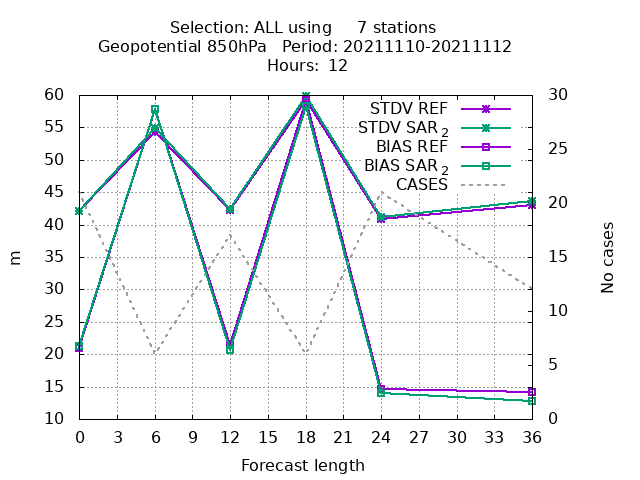 Selection: ALL using     7 stations
Geopotential 850hPa   Period: 20211110-20211112
Hours: 12
STDV REF
STDV SAR2
BIAS REF
BIAS SAR2
CASES
60
55
50
45
40
35
30
25
20
15
10
m
30
25
20
15
10
5
0
No cases
0 3 6 9 12 15 18 21 24 27 30 33 36
Forecast length